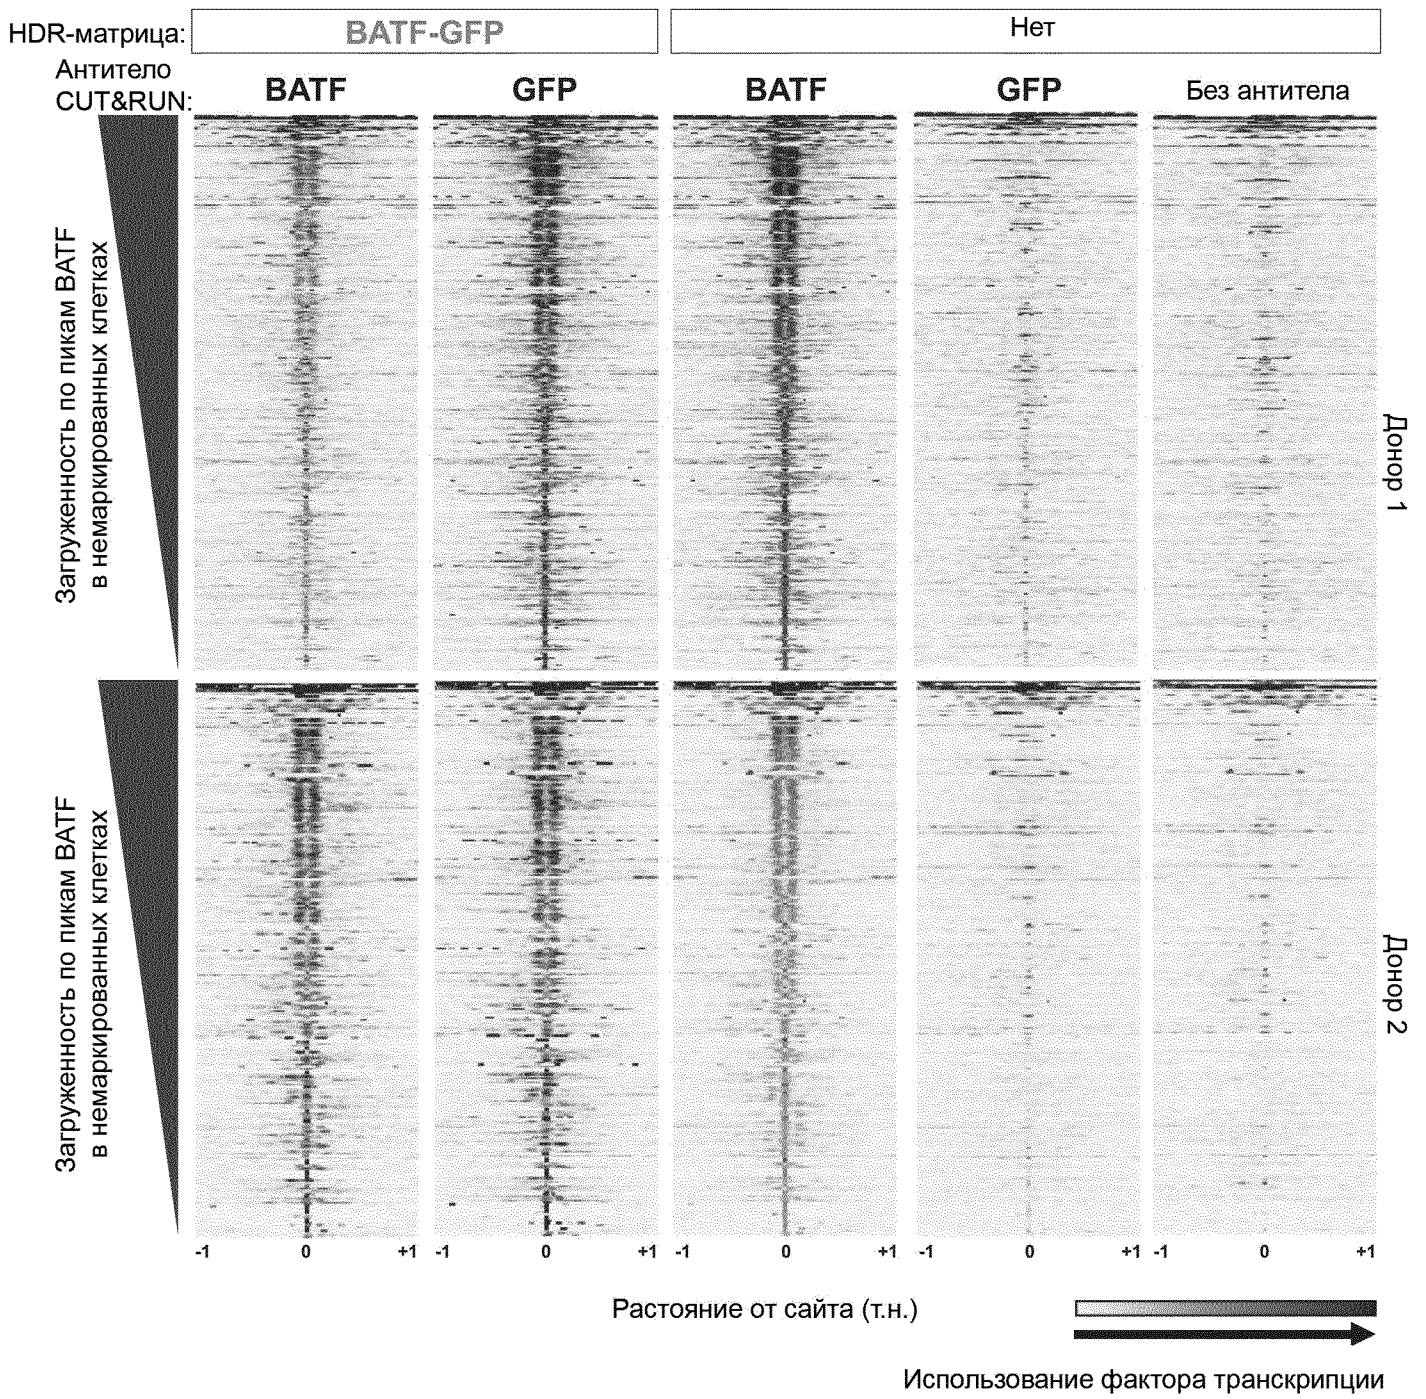 HDR-матрица:
BATF-GFP
Нет
Антитело
CUT&RUN:
BATF
GFP
BATF
GFP
Без антитела
Загруженность по пикам BATF
в немаркированных клетках
Донор 1
Загруженность по пикам BATF
в немаркированных клетках
Донор 2
-1 0 +1
-1 0 +1
-1 0 +1
-1 0 +1
-1 0 +1
Растояние от сайта (т.н.)
Использование фактора транскрипции